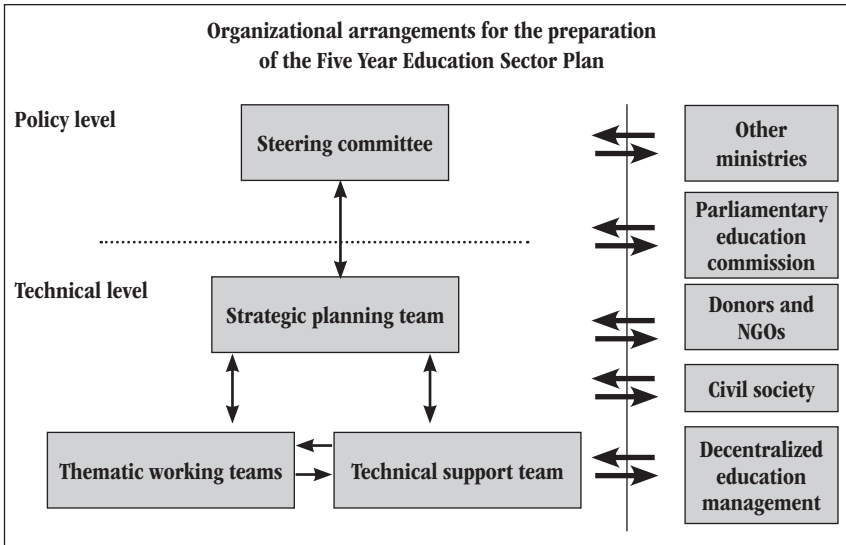 Organizational arrangements for the preparation
of the Five Year Education Sector Plan
Policy level
Steering committee
Other
ministries
Parliamentary
education
commission
Technical level
Strategic planning team
Donors and
NGOs
Civil society
Thematic working teams
Technical support team
Decentralized
education
management